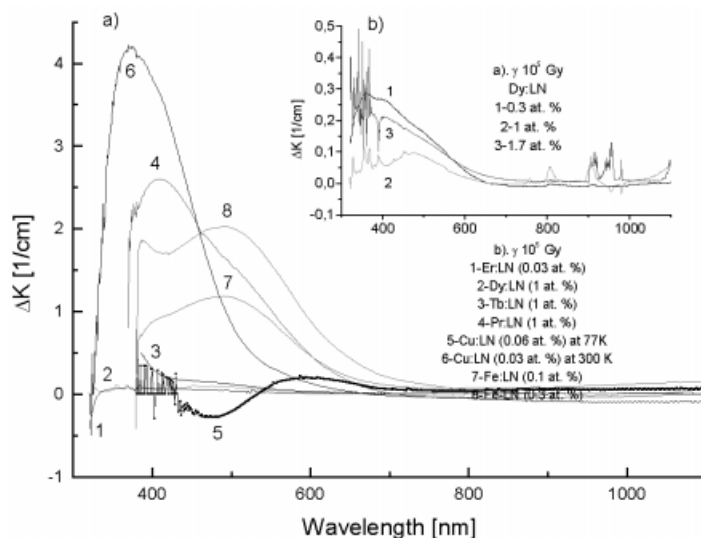 a)
b)
ΔK [1/cm]
4
3
2
1
0
-1
400
600
800
1000
Wavelength [nm]
6
4
8
7
3
2
1
5
ΔK [1/cm]
0,5
0,4
0,3
0,2
0,1
0,0
-0,1
400
600
800
1000
1
3
2
a). γ 10⁵ Gy
Dy:LN
1-0.3 at. %
2-1 at. %
3-1.7 at. %
b). γ 10⁵ Gy
1-Er:LN (0.03 at. %)
2-Dy:LN (1 at. %)
3-Tb:LN (1 at. %)
4-Pr:LN (1 at. %)
5-Cu:LN (0.06 at. %) at 77K
6-Cu:LN (0.03 at. %) at 300 K
7-Fe:LN (0.1 at. %)
8-Fe:LN (0.3 at. %)